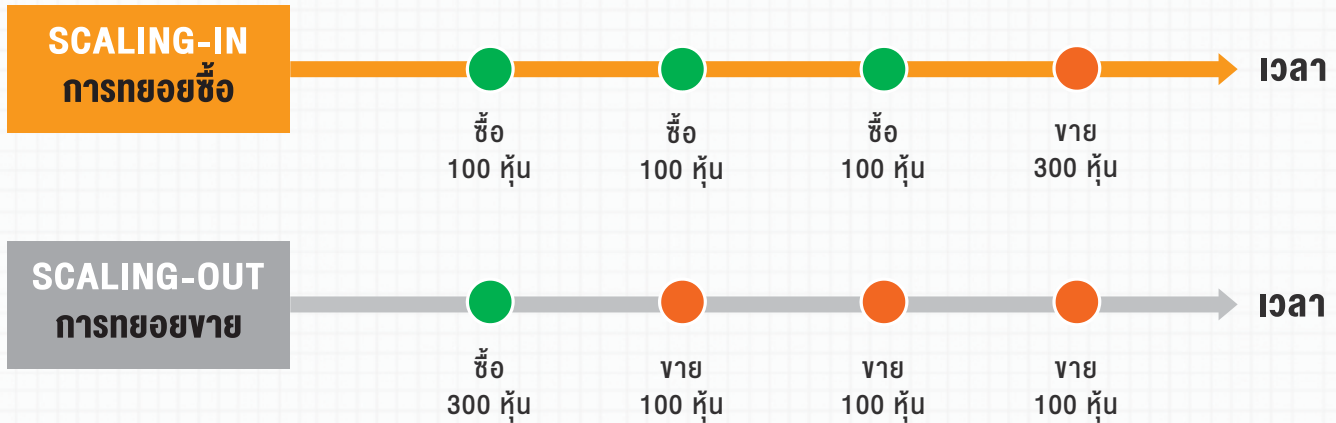 SCALING-IN
การทยอยซื้อ
เวลา
ซื้อ
100 หุ้น
ซื้อ
100 หุ้น
ซื้อ
100 หุ้น
ขาย
300 หุ้น
SCALING-OUT
การทยอยขาย
เวลา
ซื้อ
300 หุ้น
ขาย
100 หุ้น
ขาย
100 หุ้น
ขาย
100 หุ้น